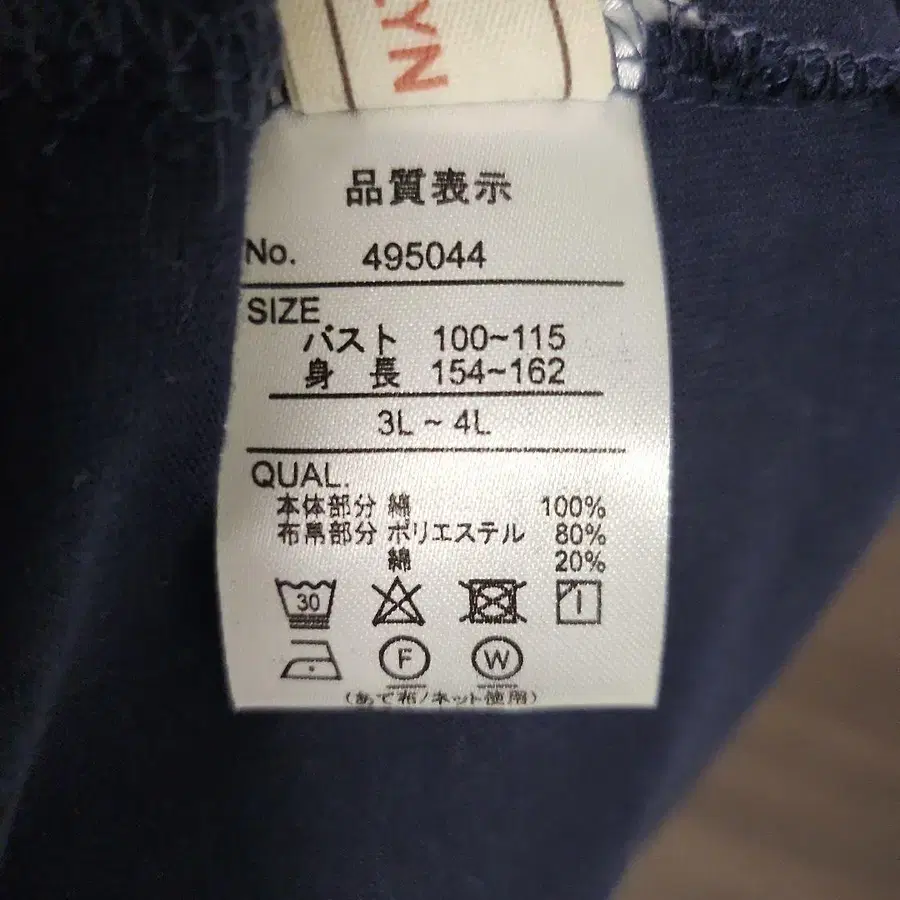 LYN
品質表示
No. 495044
SIZE
バスト 100~115
身 長 154~162
3L ~ 4L
QUAL.
本体部分 綿 100%
布帛部分 ポリエステル 80%
綿 20%
30
F W
(あて布/ネット使用)